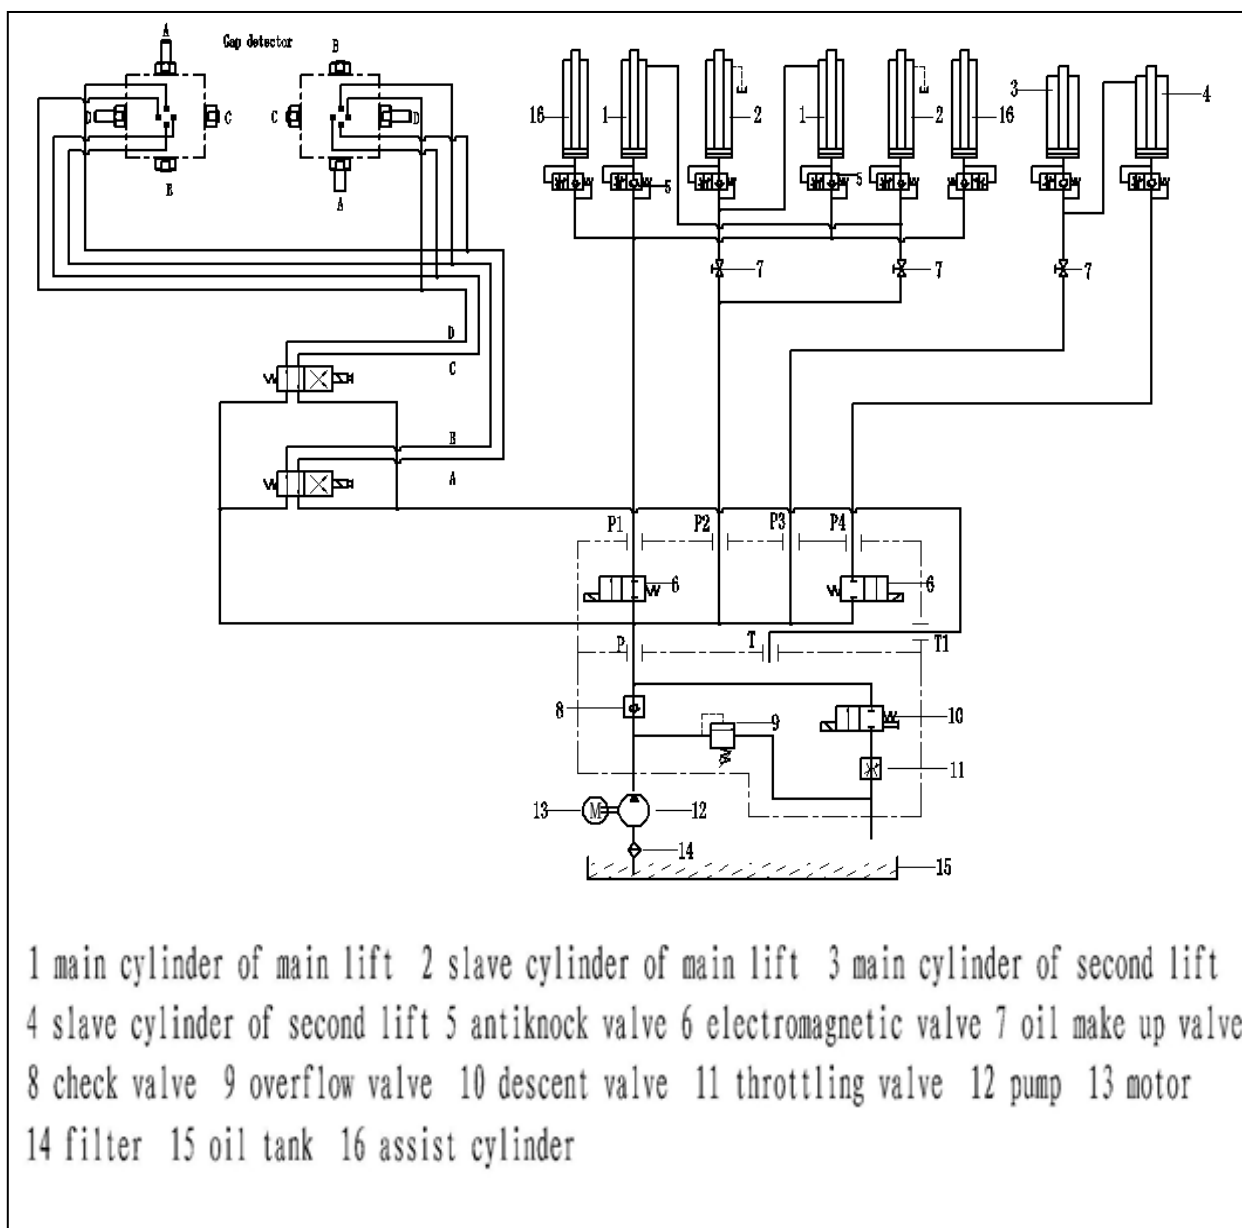 A
Gap detector
B
D
C
C
D
B
A
3
4
16
1
2
1
2
16
5
5
7
7
7
D
C
B
A
P1
P2
P3
P4
6
6
P
T
T1
8
9
10
11
13
M
12
14
15
1 main cylinder of main lift 2 slave cylinder of main lift 3 main cylinder of second lift
4 slave cylinder of second lift 5 antiknock valve 6 electromagnetic valve 7 oil make up valve
8 check valve 9 overflow valve 10 descent valve 11 throttling valve 12 pump 13 motor
14 filter 15 oil tank 16 assist cylinder